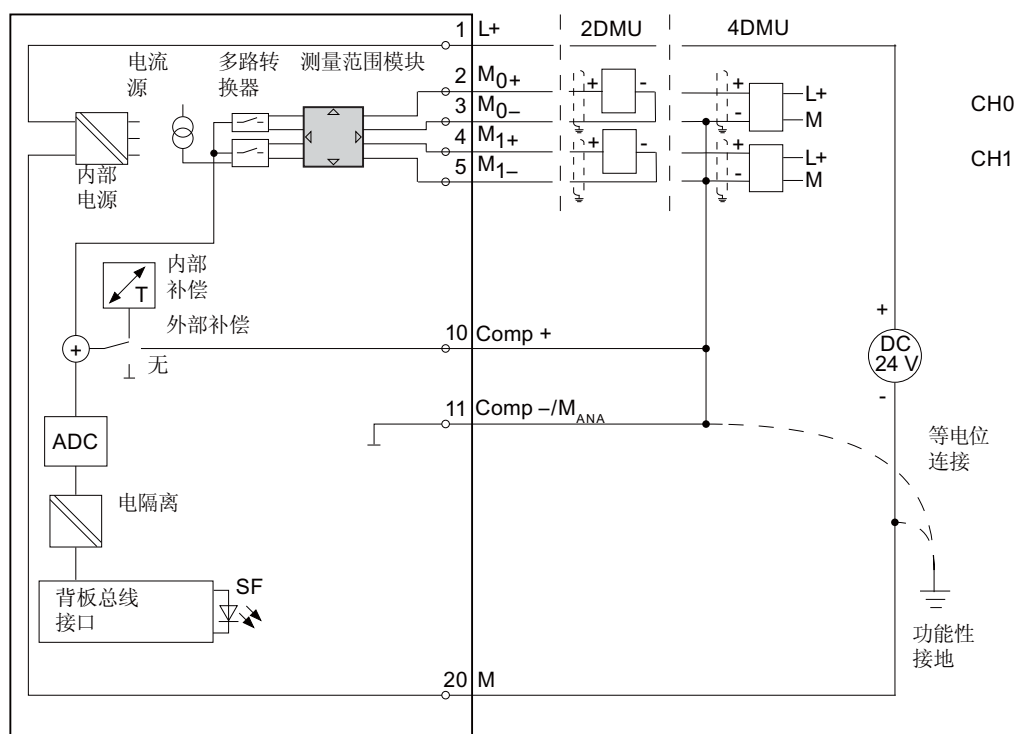 1 L+ 2DMU 4DMU
电流
源
多路转
换器
测量范围模块
2 M0+ + - + L+ CH0
3 M0– - M
4 M1+ + - + L+ CH1
5 M1– - M
内部
电源
内部
补偿
T
外部补偿
+
无
10 Comp +
+
DC
24 V
-
11 Comp –/MANA
ADC
等电位
连接
电隔离
背板总线
接口
SF
功能性
接地
20 M